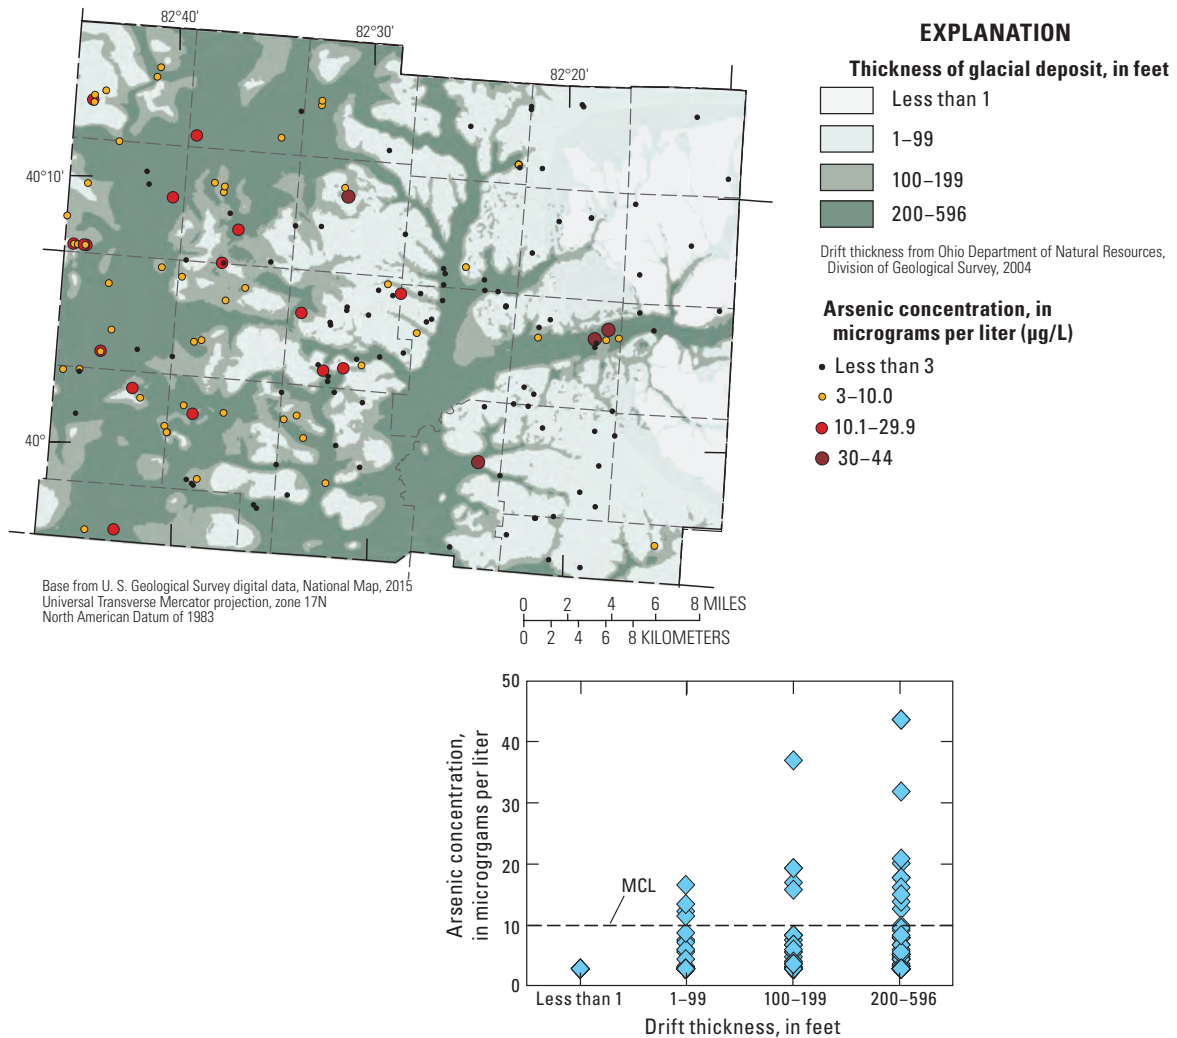 82°40'
82°30'
82°20'
40°10'
40°
Base from U. S. Geological Survey digital data, National Map, 2015
Universal Transverse Mercator projection, zone 17N
North American Datum of 1983
0 2 4 6 8 MILES
0 2 4 6 8 KILOMETERS
EXPLANATION
Thickness of glacial deposit, in feet
Less than 1
1–99
100–199
200–596
Drift thickness from Ohio Department of Natural Resources,
Division of Geological Survey, 2004
Arsenic concentration, in
micrograms per liter (µg/L)
Less than 3
3–10.0
10.1–29.9
30–44
Arsenic concentration,
in microgrgams per liter
50
40
30
20
10
0
MCL
Less than 1
1–99
100–199
200–596
Drift thickness, in feet